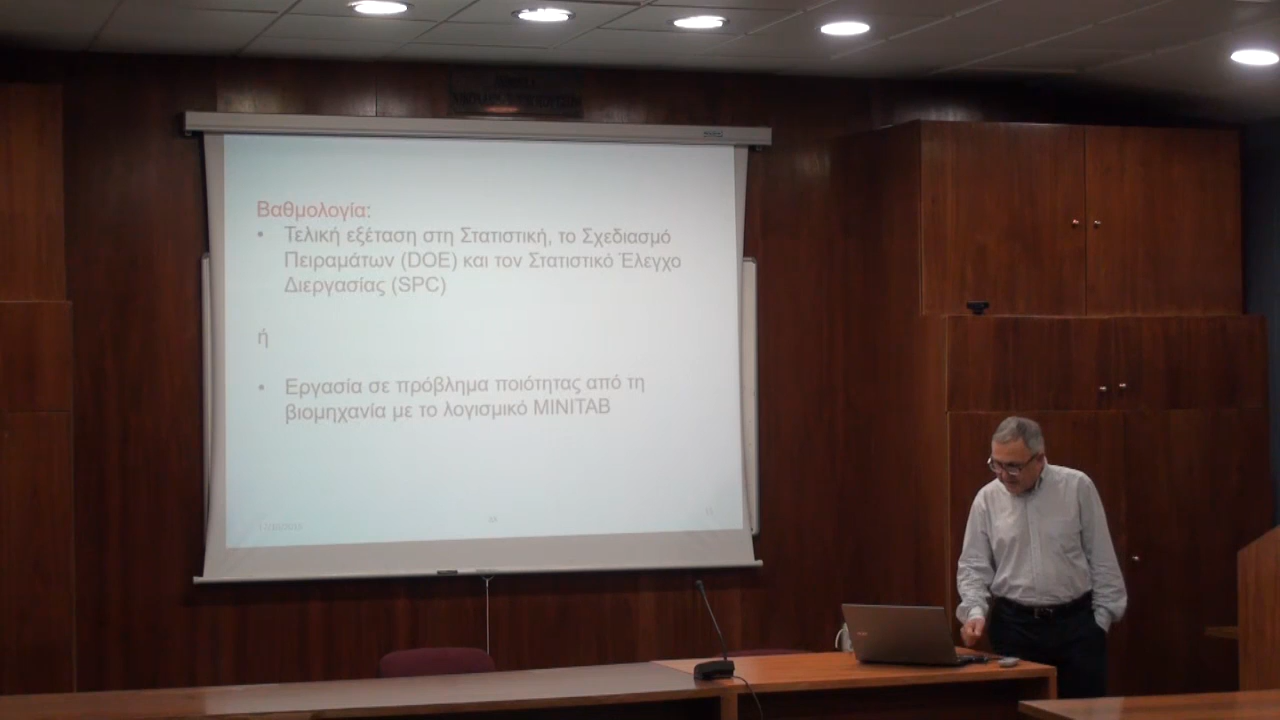 Βαθμολογία:
• Τελική εξέταση στη Στατιστική, το Σχεδιασμό
Πειραμάτων (DOE) και τον Στατιστικό Έλεγχο
Διεργασίας (SPC)
ή
• Εργασία σε πρόβλημα ποιότητας από τη
βιομηχανία με το λογισμικό MINITAB